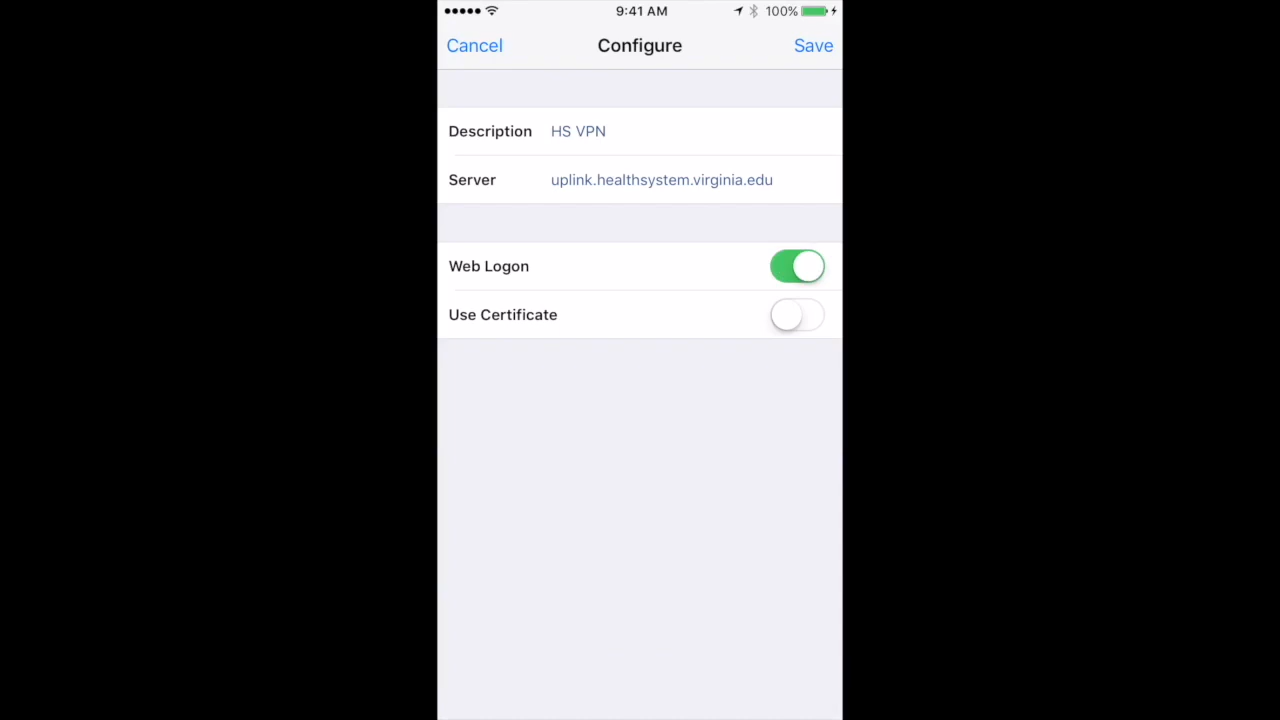 9:41 AM 100%
Cancel Configure Save
Description HS VPN
Server uplink.healthsystem.virginia.edu
Web Logon
Use Certificate